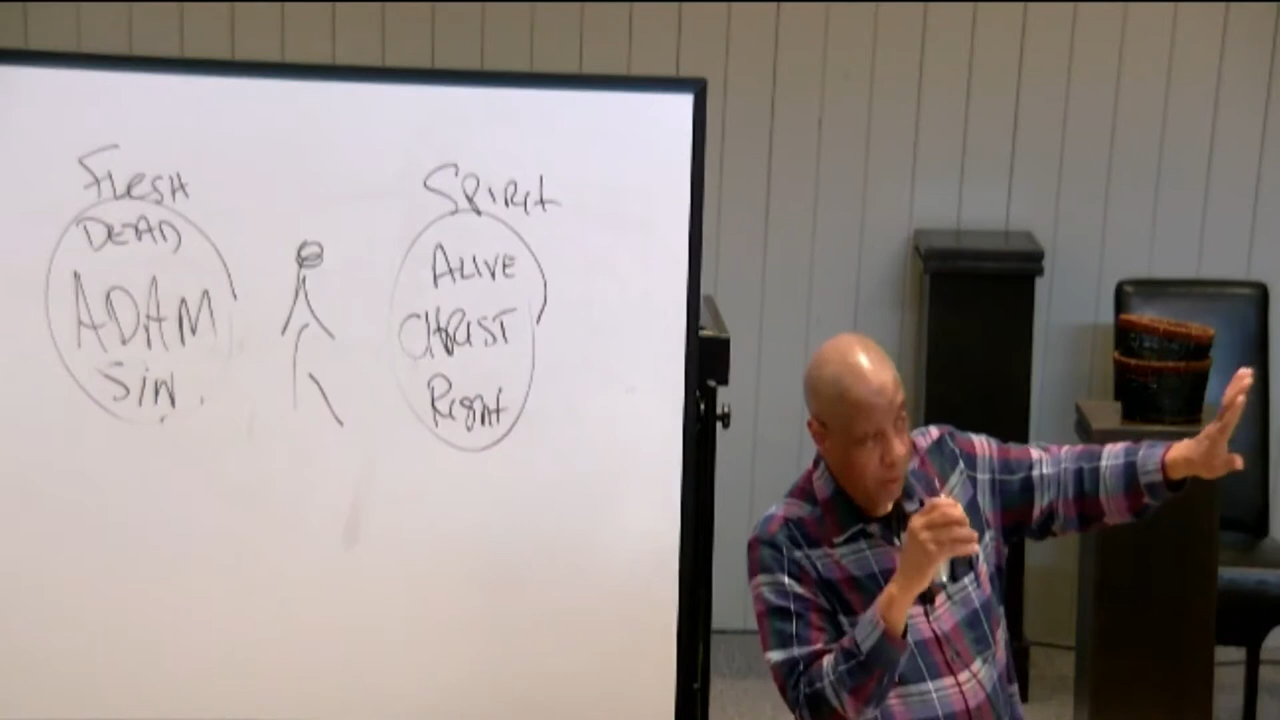 FLESH
DEAD
ADAM
SIN.
SPIRIt
ALIVE
CHRIST
Right